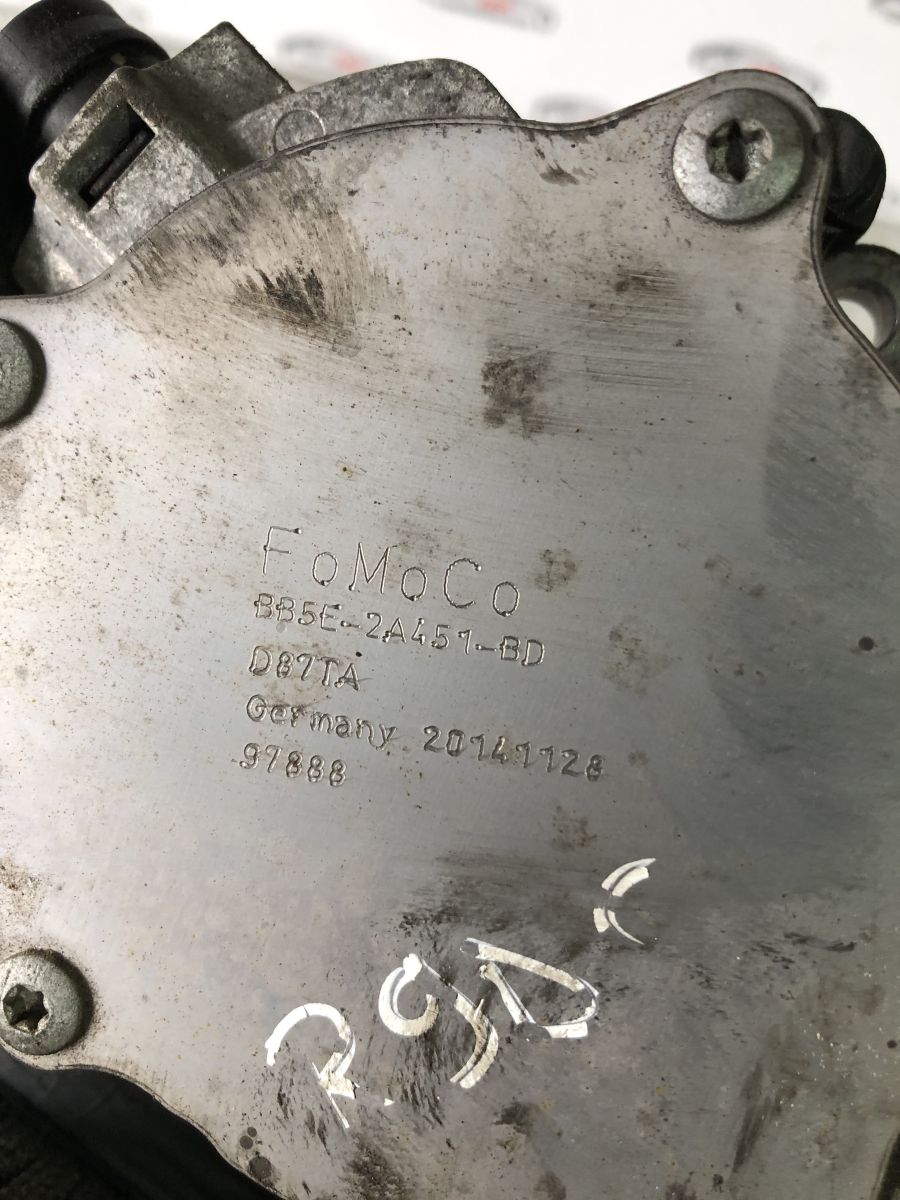 FoMoCo
BB5E-2A451-BD
D87TA
Germany 20141128
97888